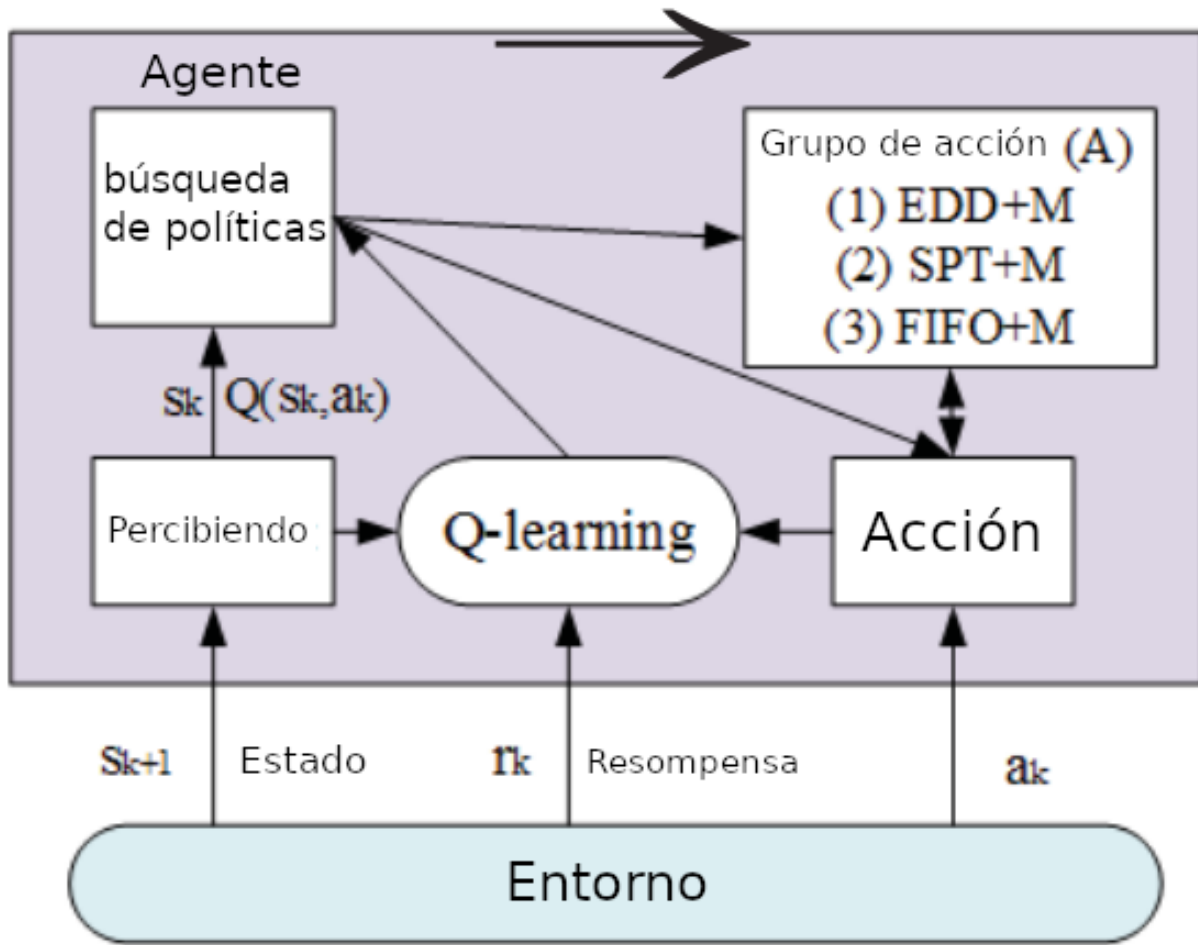 Agente
búsqueda
de políticas
Grupo de acción (A)
(1) EDD+M
(2) SPT+M
(3) FIFO+M
sk Q(sk,ak)
Percibiendo
Q-learning
Acción
sk+1 Estado
rk Resompensa
ak
Entorno